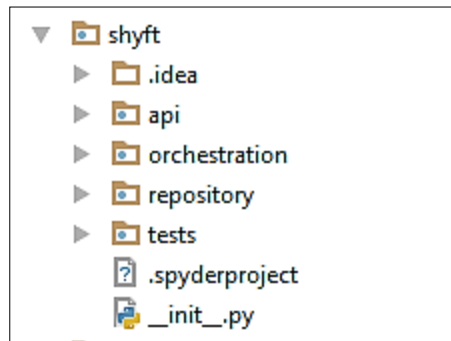 shyft
.idea
api
orchestration
repository
tests
.spyderproject
__init__.py